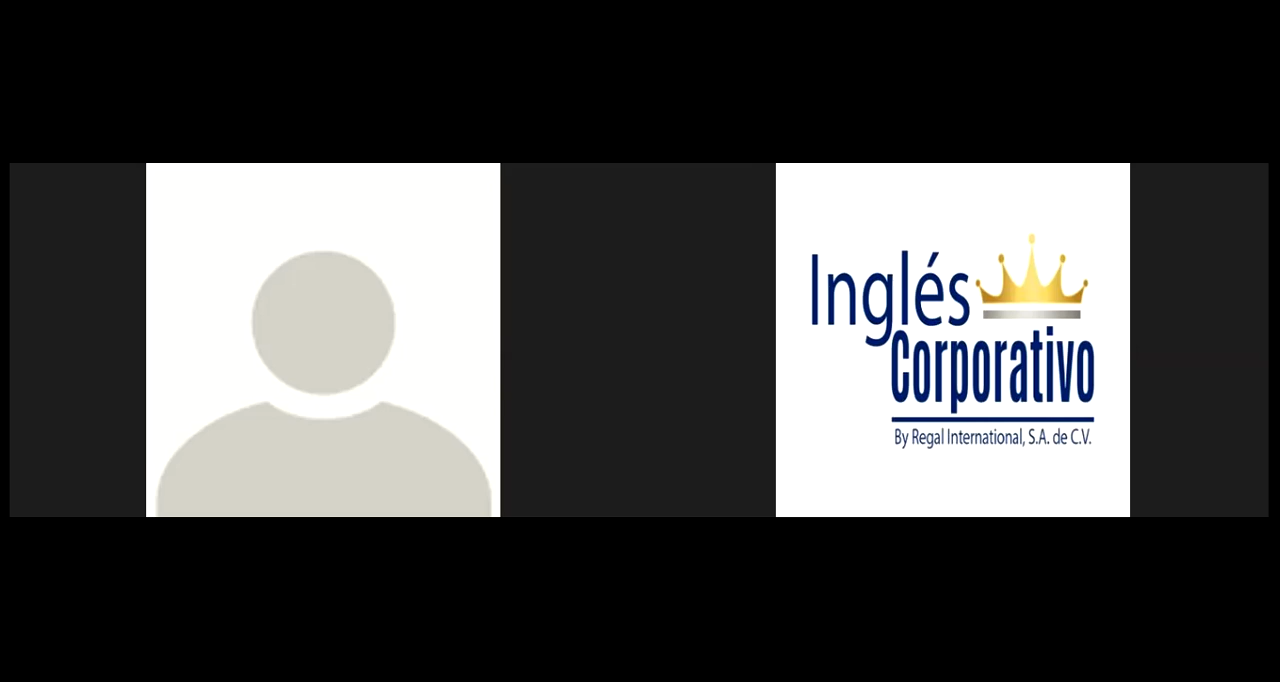 Inglés
Corporativo
By Regal International, S.A. de C.V.